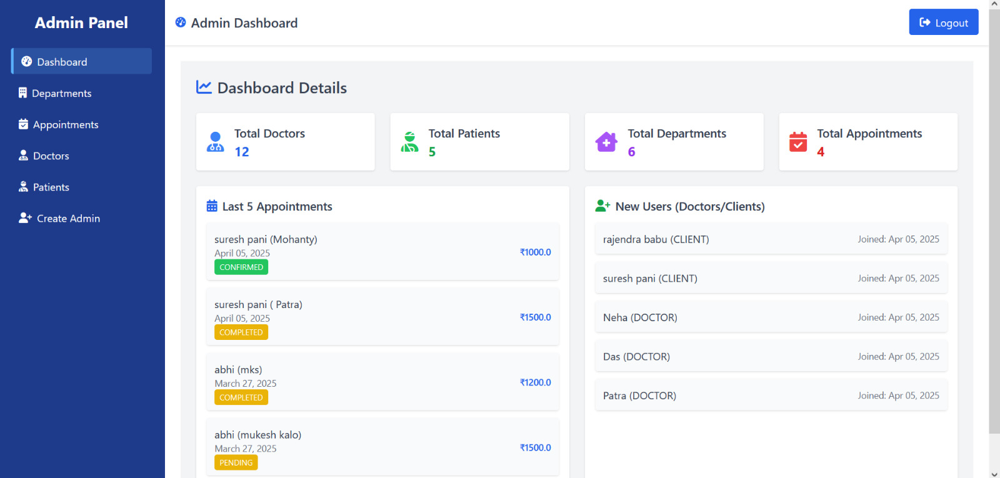 Admin Panel
Dashboard
Departments
Appointments
Doctors
Patients
Create Admin
Admin Dashboard
Logout
Dashboard Details
Total Doctors
12
Total Patients
5
Total Departments
6
Total Appointments
4
Last 5 Appointments
suresh pani (Mohanty)
April 05, 2025
CONFIRMED
₹1000.0
suresh pani ( Patra)
April 05, 2025
COMPLETED
₹1500.0
abhi (mks)
March 27, 2025
COMPLETED
₹1200.0
abhi (mukesh kalo)
March 27, 2025
PENDING
₹1500.0
New Users (Doctors/Clients)
rajendra babu (CLIENT) Joined: Apr 05, 2025
suresh pani (CLIENT) Joined: Apr 05, 2025
Neha (DOCTOR) Joined: Apr 05, 2025
Das (DOCTOR) Joined: Apr 05, 2025
Patra (DOCTOR) Joined: Apr 05, 2025